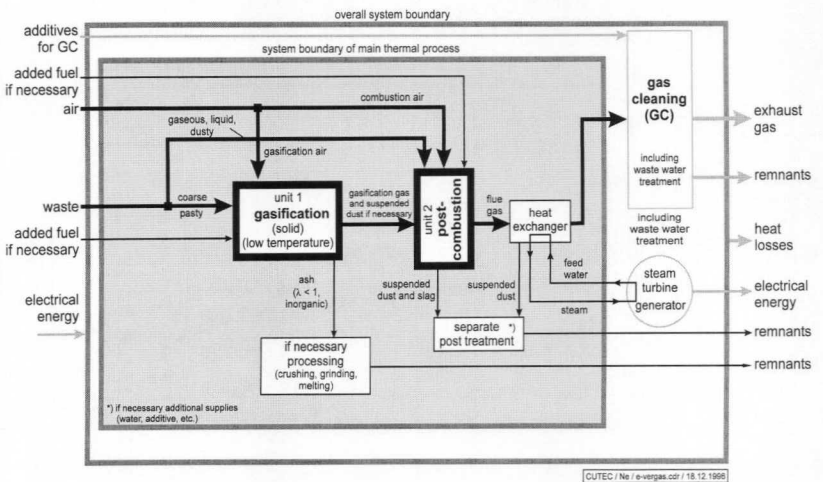 overall system boundary
additives
for GC
system boundary of main thermal process
added fuel
if necessary
air
combustion air
gaseous, liquid,
dusty
gasification air
gas
cleaning
(GC)
including
waste water
treatment
exhaust
gas
remnants
waste
coarse
pasty
unit 1
gasification
(solid)
(low temperature)
gasification gas
and suspended
dust if necessary
unit 2
post-
combustion
flue
gas
heat
exchanger
including
waste water
treatment
heat
losses
added fuel
if necessary
feed
water
steam
steam
turbine
generator
electrical
energy
electrical
energy
ash
(λ < 1,
inorganic)
suspended
dust and slag
suspended
dust
separate *)
post treatment
remnants
if necessary
processing
(crushing, grinding,
melting)
remnants
*) if necessary additional supplies
(water, additive, etc.)
CUTEC / Ne / e-vergas.cdr / 18.12.1996